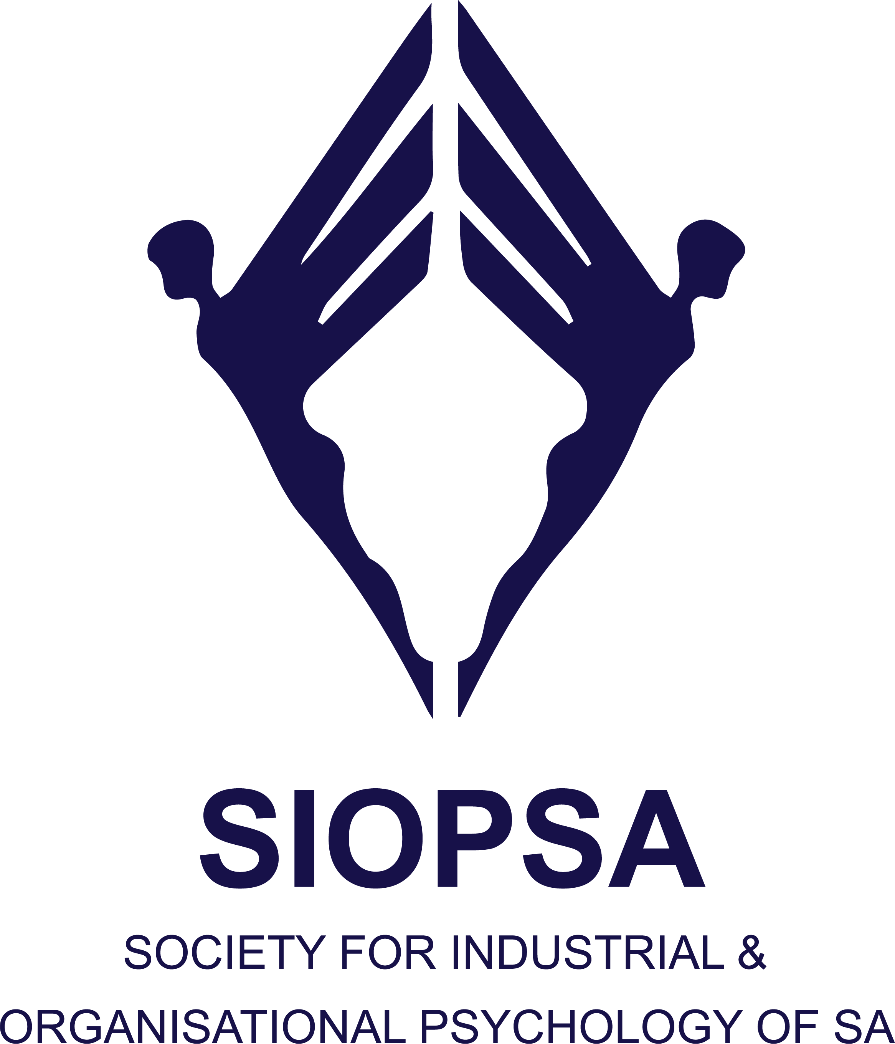 SIOPSA
SOCIETY FOR INDUSTRIAL &
ORGANISATIONAL PSYCHOLOGY OF SA